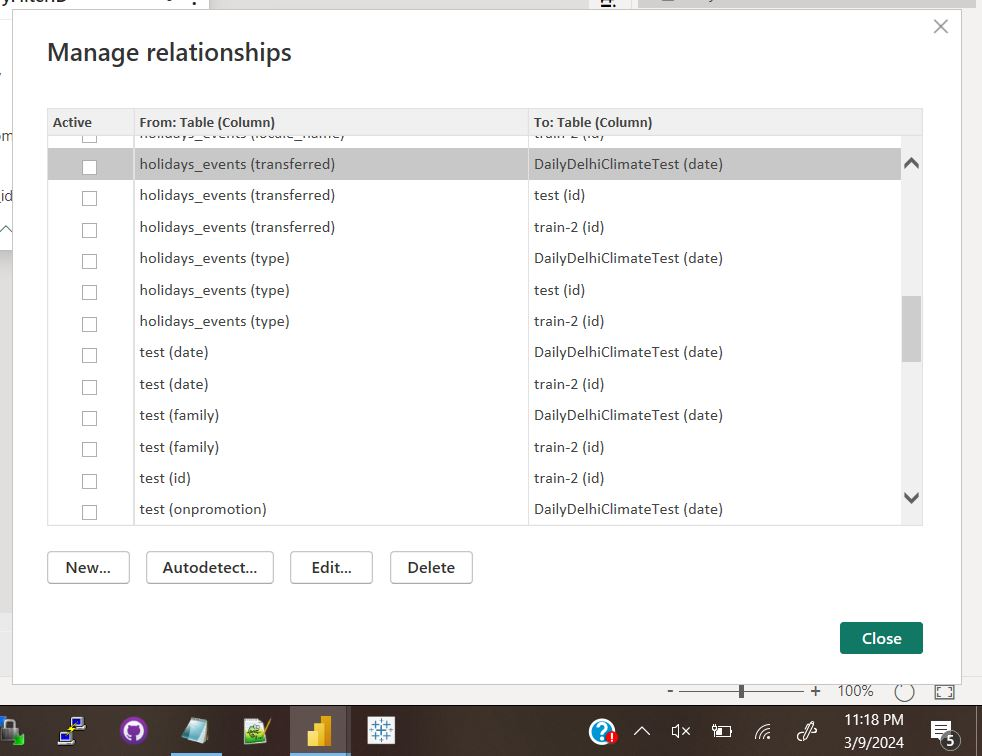 Manage relationships
Active From: Table (Column) To: Table (Column)
holidays_events (locale_name) train-2 (id)
holidays_events (transferred) DailyDelhiClimateTest (date)
holidays_events (transferred) test (id)
holidays_events (transferred) train-2 (id)
holidays_events (type) DailyDelhiClimateTest (date)
holidays_events (type) test (id)
holidays_events (type) train-2 (id)
test (date) DailyDelhiClimateTest (date)
test (date) train-2 (id)
test (family) DailyDelhiClimateTest (date)
test (family) train-2 (id)
test (id) train-2 (id)
test (onpromotion) DailyDelhiClimateTest (date)
New... Autodetect... Edit... Delete
Close
- + 100%
11:18 PM
3/9/2024
5